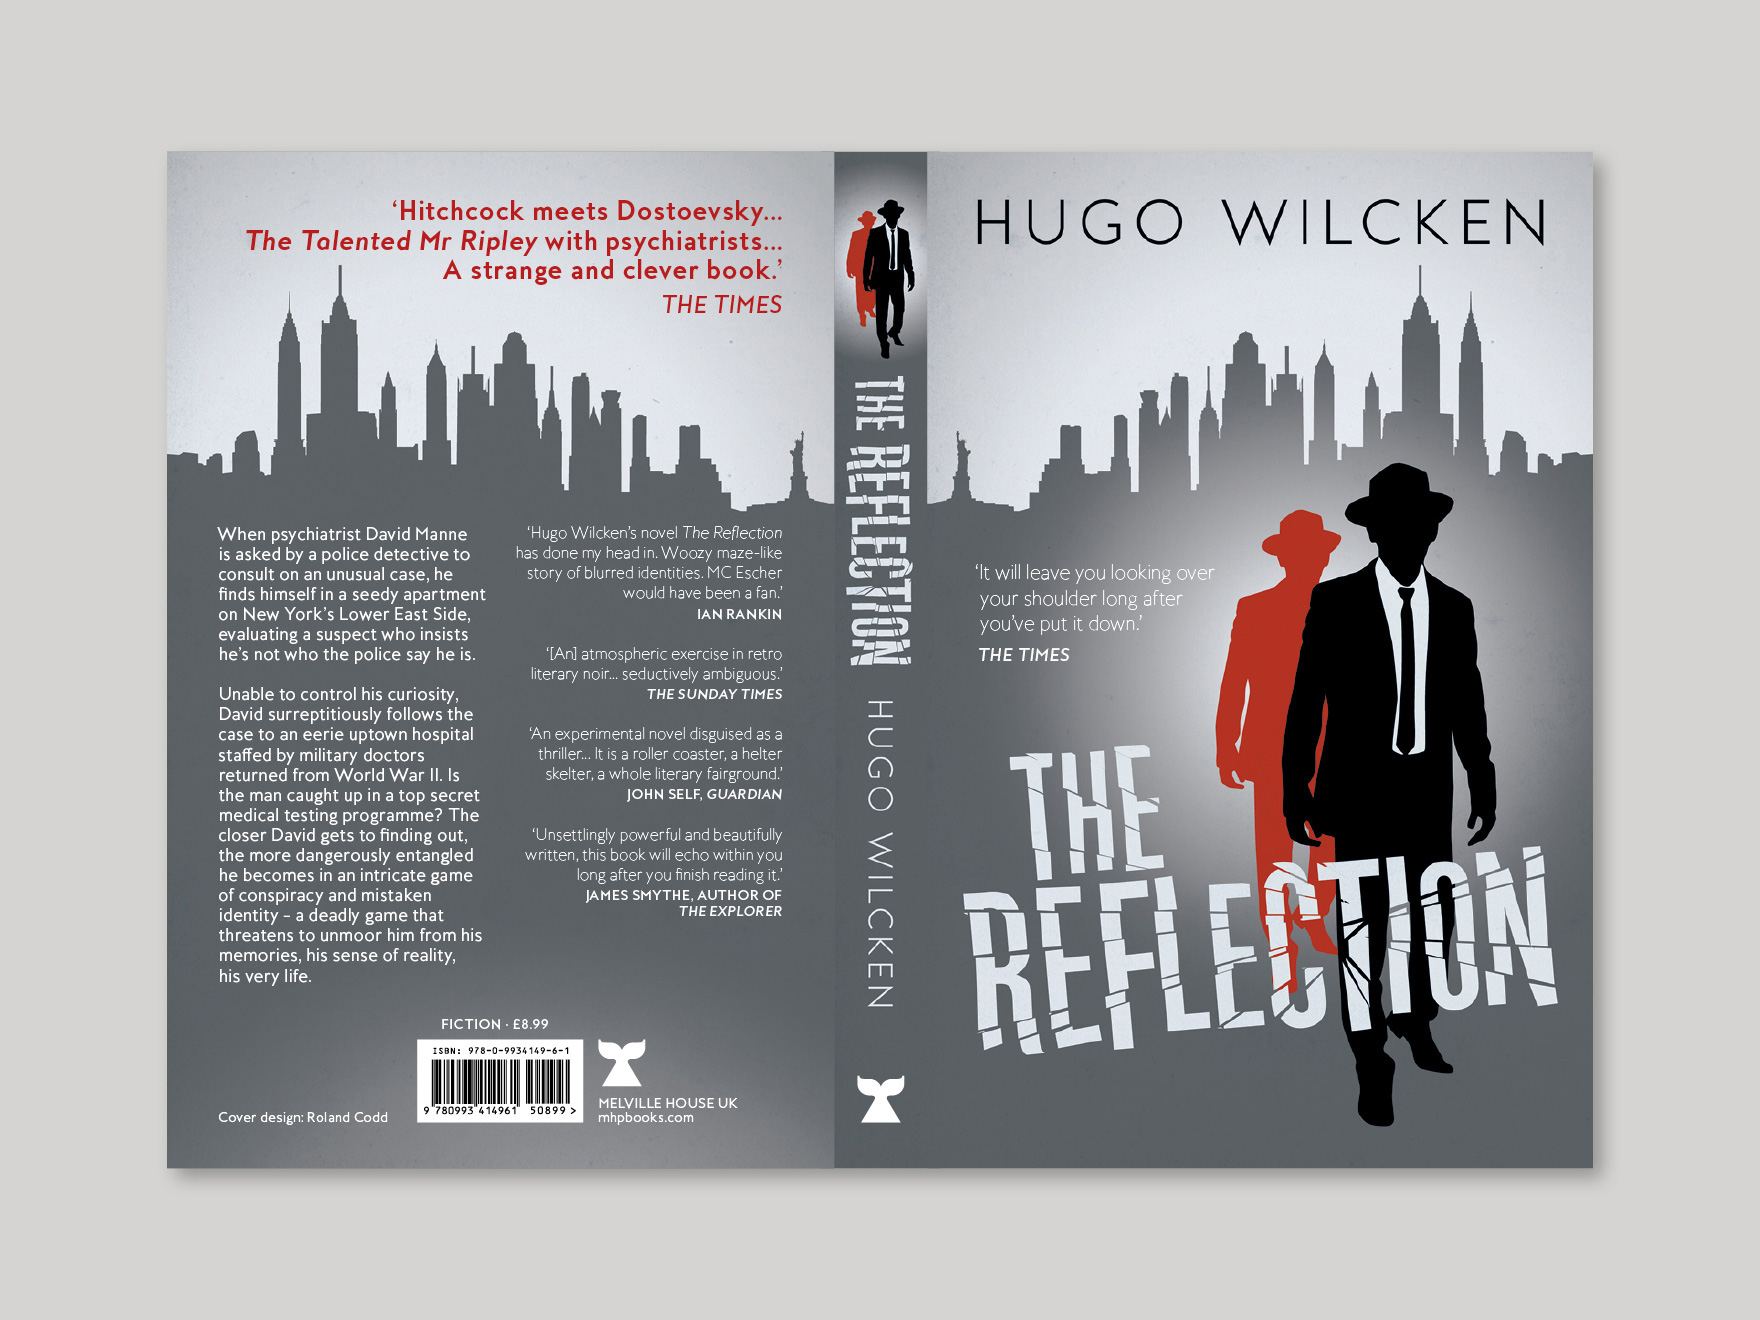 ‘Hitchcock meets Dostoevsky...
The Talented Mr Ripley with psychiatrists...
A strange and clever book.’
THE TIMES
When psychiatrist David Manne
is asked by a police detective to
consult on an unusual case, he
finds himself in a seedy apartment
on New York’s Lower East Side,
evaluating a suspect who insists
he’s not who the police say he is.
Unable to control his curiosity,
David surreptitiously follows the
case to an eerie uptown hospital
staffed by military doctors
returned from World War II. Is
the man caught up in a top secret
medical testing programme? The
closer David gets to finding out,
the more dangerously entangled
he becomes in an intricate game
of conspiracy and mistaken
identity – a deadly game that
threatens to unmoor him from his
memories, his sense of reality,
his very life.
‘Hugo Wilcken’s novel The Reflection
has done my head in. Woozy maze-like
story of blurred identities. MC Escher
would have been a fan.’
IAN RANKIN
‘[An] atmospheric exercise in retro
literary noir... seductively ambiguous.’
THE SUNDAY TIMES
‘An experimental novel disguised as a
thriller... It is a roller coaster, a helter
skelter, a whole literary fairground.’
JOHN SELF, GUARDIAN
‘Unsettlingly powerful and beautifully
written, this book will echo within you
long after you finish reading it.’
JAMES SMYTHE, AUTHOR OF
THE EXPLORER
FICTION · £8.99
ISBN: 978-0-9934149-6-1
9 780993 414961 50899 >
Cover design: Roland Codd
MELVILLE HOUSE UK
mhpbooks.com
THE REFLECTION
HUGO WILCKEN
HUGO WILCKEN
‘It will leave you looking over
your shoulder long after
you’ve put it down.’
THE TIMES
THE
REFLECTION